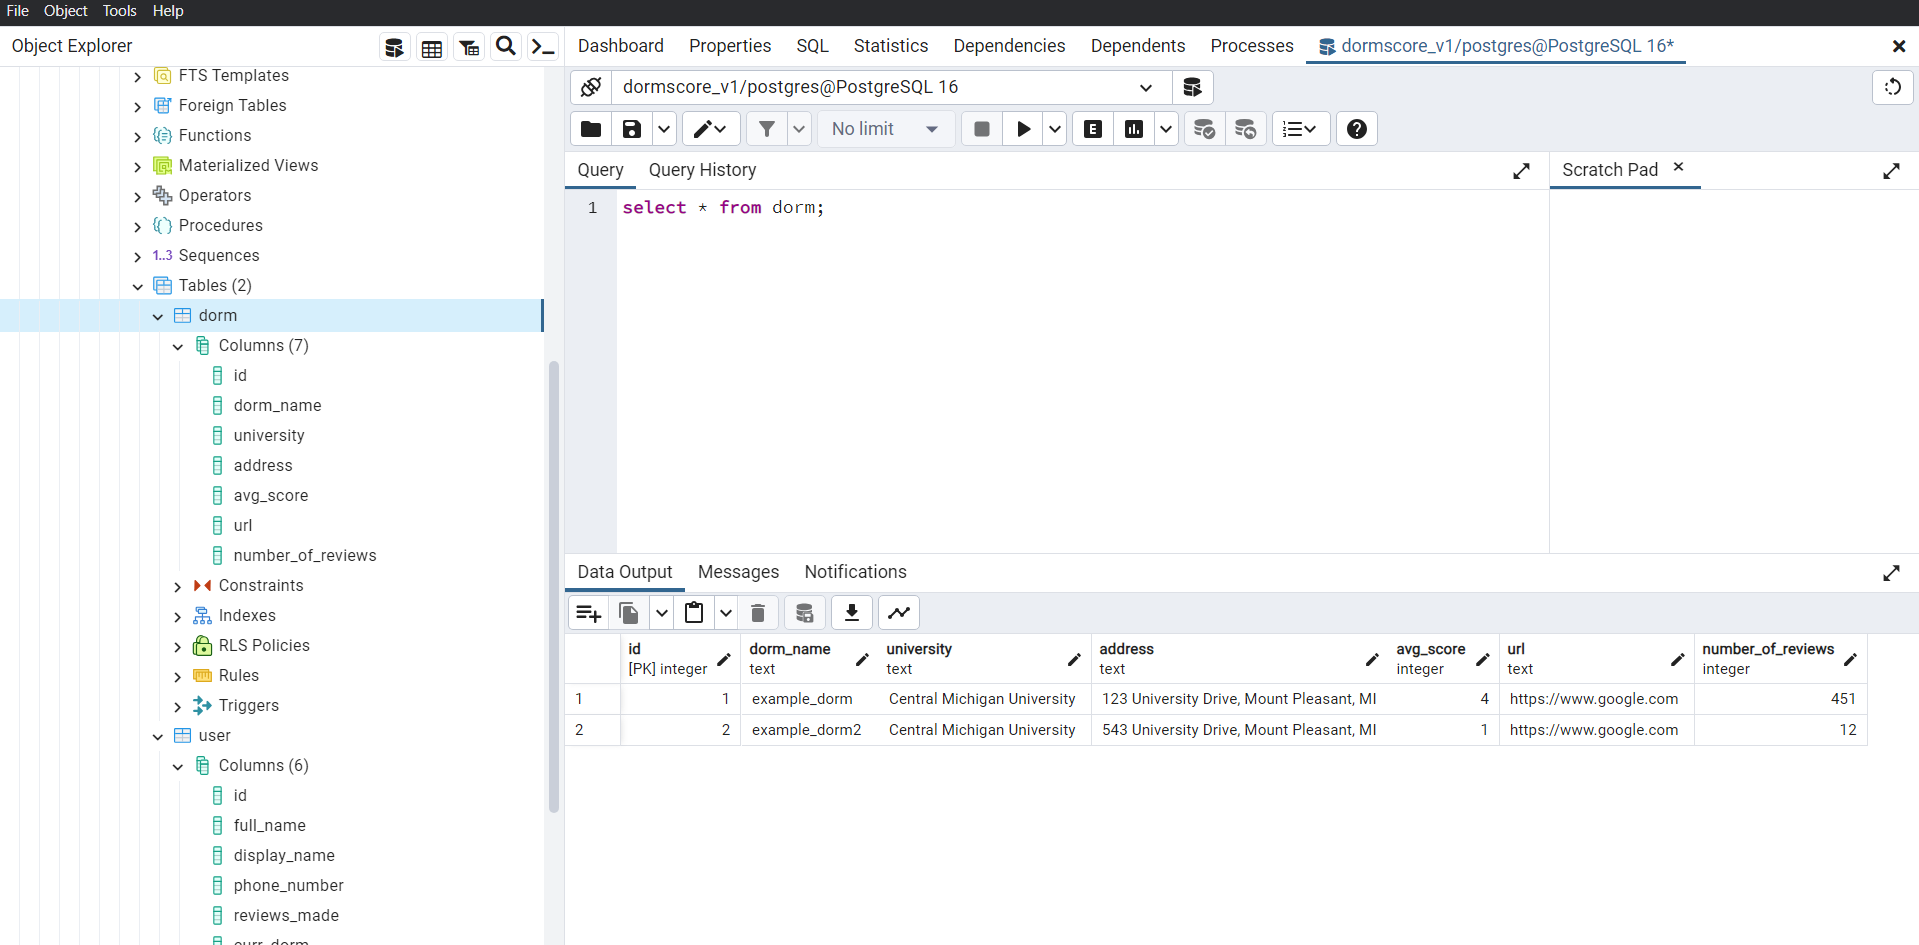 File Object Tools Help
Object Explorer
Dashboard Properties SQL Statistics Dependencies Dependents Processes dormscore_v1/postgres@PostgreSQL 16*
FTS Templates
Foreign Tables
Functions
Materialized Views
Operators
Procedures
1..3 Sequences
Tables (2)
dorm
Columns (7)
id
dorm_name
university
address
avg_score
url
number_of_reviews
Constraints
Indexes
RLS Policies
Rules
Triggers
user
Columns (6)
id
full_name
display_name
phone_number
reviews_made
curr_dorm
dormscore_v1/postgres@PostgreSQL 16
No limit
E
Query Query History
Scratch Pad
1 select * from dorm;
Data Output Messages Notifications
id dorm_name university address avg_score url number_of_reviews
[PK] integer text text text integer text integer
1 1 example_dorm Central Michigan University 123 University Drive, Mount Pleasant, MI 4 https://www.google.com 451
2 2 example_dorm2 Central Michigan University 543 University Drive, Mount Pleasant, MI 1 https://www.google.com 12